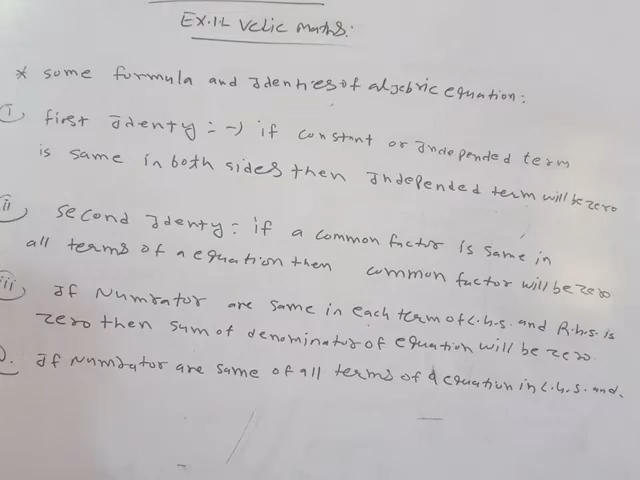 Ex.11 Vedic maths:
* some formula and Identies of algebric equation:
i) first Identy :→ if constant or Independed term
is same in both sides then Independed term will be zero
ii) second Identy : if a common factor is same in
all terms of a equation then common factor will be zero
iii) If Numrator are same in each term of L.h.s. and R.h.s. is
zero then sum of denominator of equation will be zero.
If Numrator are same of all terms of a equation in L.h.s. and.